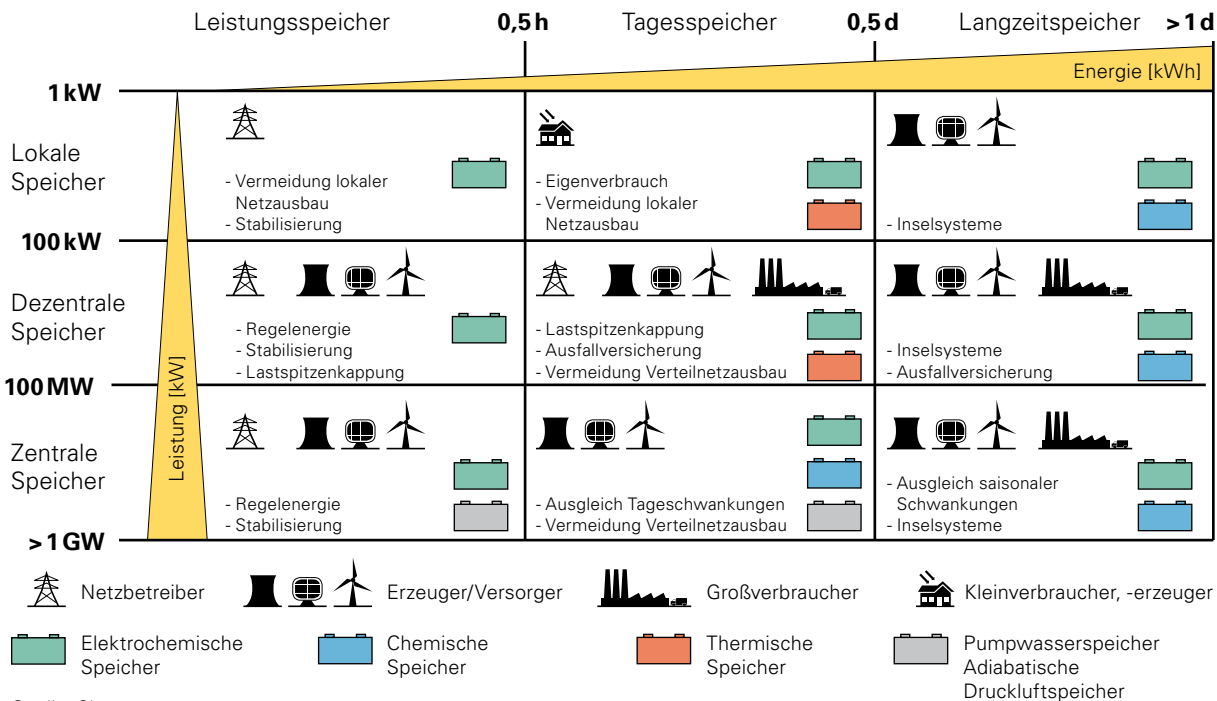 Leistungsspeicher 0,5 h Tagesspeicher 0,5 d Langzeitspeicher > 1 d
Energie [kWh]
1 kW
Lokale
Speicher
- Vermeidung lokaler
Netzausbau
- Stabilisierung
- Eigenverbrauch
- Vermeidung lokaler
Netzausbau
- Inselsysteme
100 kW
Dezentrale
Speicher
- Regelenergie
- Stabilisierung
- Lastspitzenkappung
- Lastspitzenkappung
- Ausfallversicherung
- Vermeidung Verteilnetzausbau
- Inselsysteme
- Ausfallversicherung
100 MW
Leistung [kW]
Zentrale
Speicher
- Regelenergie
- Stabilisierung
- Ausgleich Tageschwankungen
- Vermeidung Verteilnetzausbau
- Ausgleich saisonaler
Schwankungen
- Inselsysteme
> 1 GW
Netzbetreiber
Erzeuger/Versorger
Großverbraucher
Kleinverbraucher, -erzeuger
Elektrochemische
Speicher
Chemische
Speicher
Thermische
Speicher
Pumpwasserspeicher
Adiabatische
Druckluftspeicher